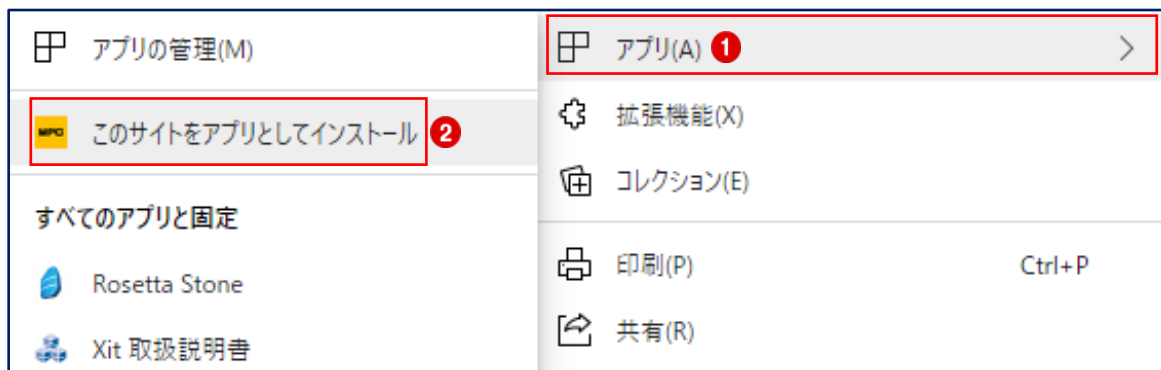 アプリの管理(M)
MPC
このサイトをアプリとしてインストール 2
すべてのアプリと固定
Rosetta Stone
Xit 取扱説明書
アプリ(A) 1
拡張機能(X)
コレクション(E)
印刷(P) Ctrl+P
共有(R)